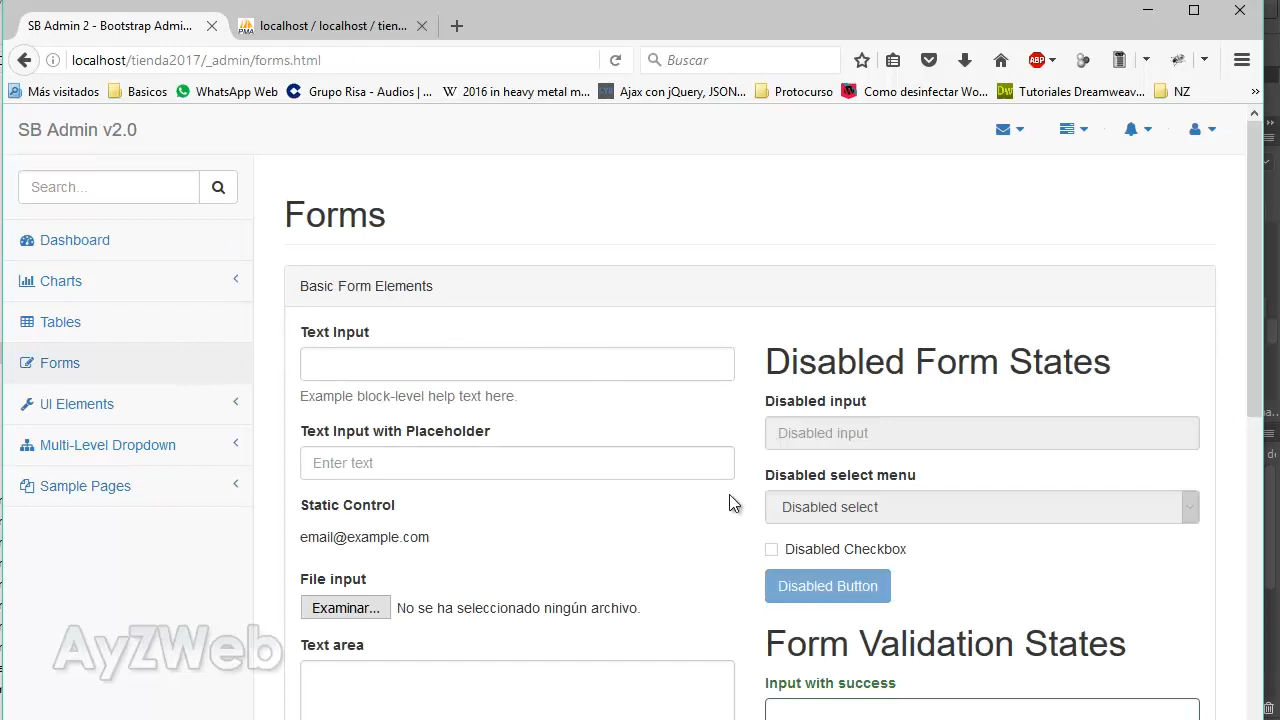 SB Admin 2 - Bootstrap Admi...
PMA
localhost / localhost / tien...
localhost/tienda2017/_admin/forms.html
Buscar
ABP
Más visitados
Basicos
WhatsApp Web
Grupo Risa - Audios | ...
2016 in heavy metal m...
Ajax con jQuery, JSON...
Protocurso
Como desinfectar Wo...
DW
Tutoriales Dreamweav...
NZ
SB Admin v2.0
Search...
Dashboard
Charts
Tables
Forms
UI Elements
Multi-Level Dropdown
Sample Pages
Forms
Basic Form Elements
Text Input
Example block-level help text here.
Text Input with Placeholder
Enter text
Static Control
email@example.com
File input
Examinar...
No se ha seleccionado ningún archivo.
Text area
Disabled Form States
Disabled input
Disabled input
Disabled select menu
Disabled select
Disabled Checkbox
Disabled Button
Form Validation States
Input with success
AyZWeb